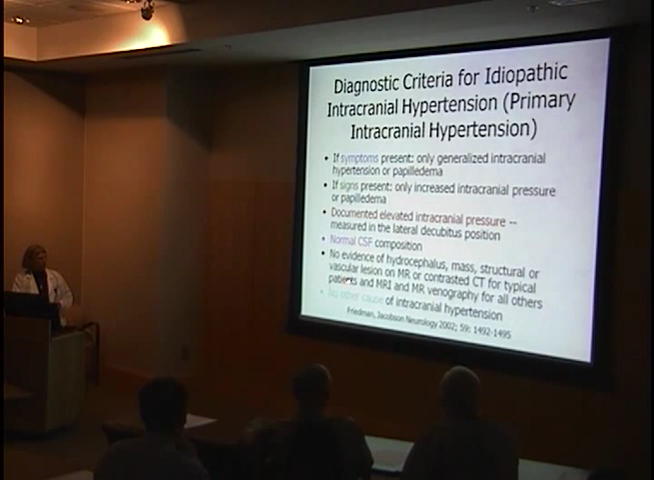 Diagnostic Criteria for Idiopathic
Intracranial Hypertension (Primary
Intracranial Hypertension)
• If symptoms present: only generalized intracranial
hypertension or papilledema
• If signs present: only increased intracranial pressure
or papilledema
• Documented elevated intracranial pressure --
measured in the lateral decubitus position
• Normal CSF composition
• No evidence of hydrocephalus, mass, structural or
vascular lesion on MR or contrasted CT for typical
patients and MRI and MR venography for all others
• No other cause of intracranial hypertension
Friedman, Jacobson Neurology 2002; 59: 1492-1495